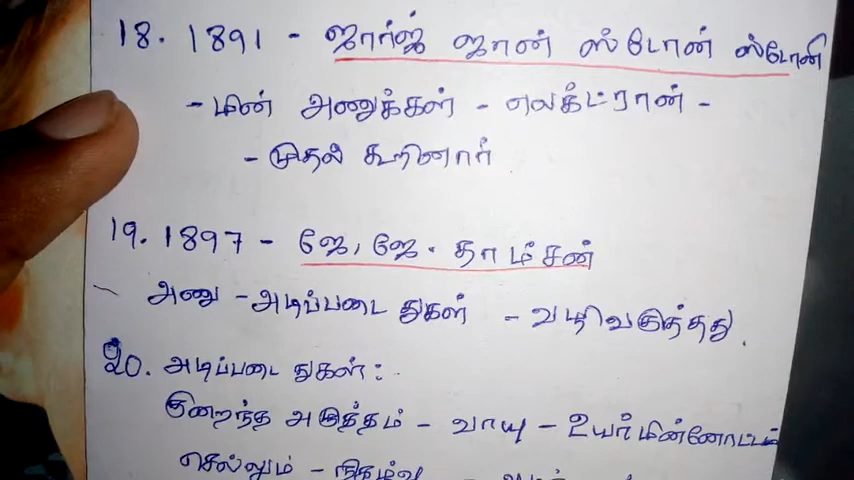 18. 1891 - ஜார்ஜ் ஜான் ஸ்டோன் ஸ்டோனி
- மின் அணுக்கள் - எலக்ட்ரான் -
- முதல் கூறினார்
19. 1897 - ஜே, ஜே. தாம்சன்
அணு - அடிப்படை துகள் - வழிவகுத்தது.
20. அடிப்படை துகள்:
குறைந்த அழுத்தம் - வாயு - உயர்மின்னோட்டம்
செல்லும் - நிகழ்வு -